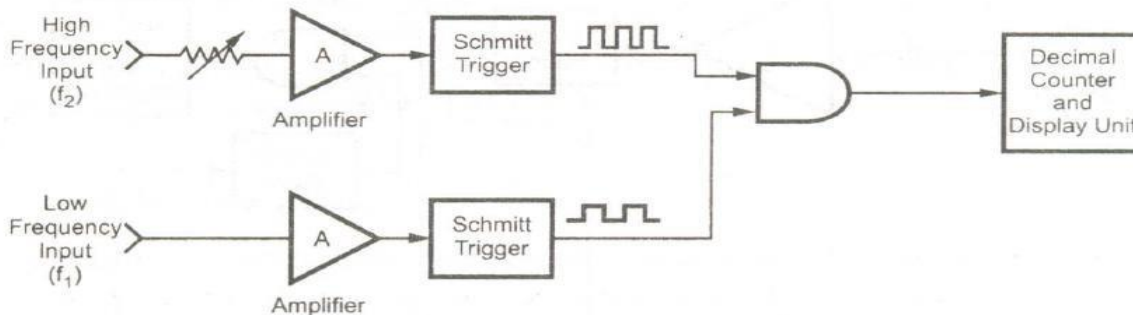 High
Frequency
Input
(f2)
A
Amplifier
Schmitt
Trigger
Decimal
Counter
and
Display Unit
Low
Frequency
Input
(f1)
A
Amplifier
Schmitt
Trigger